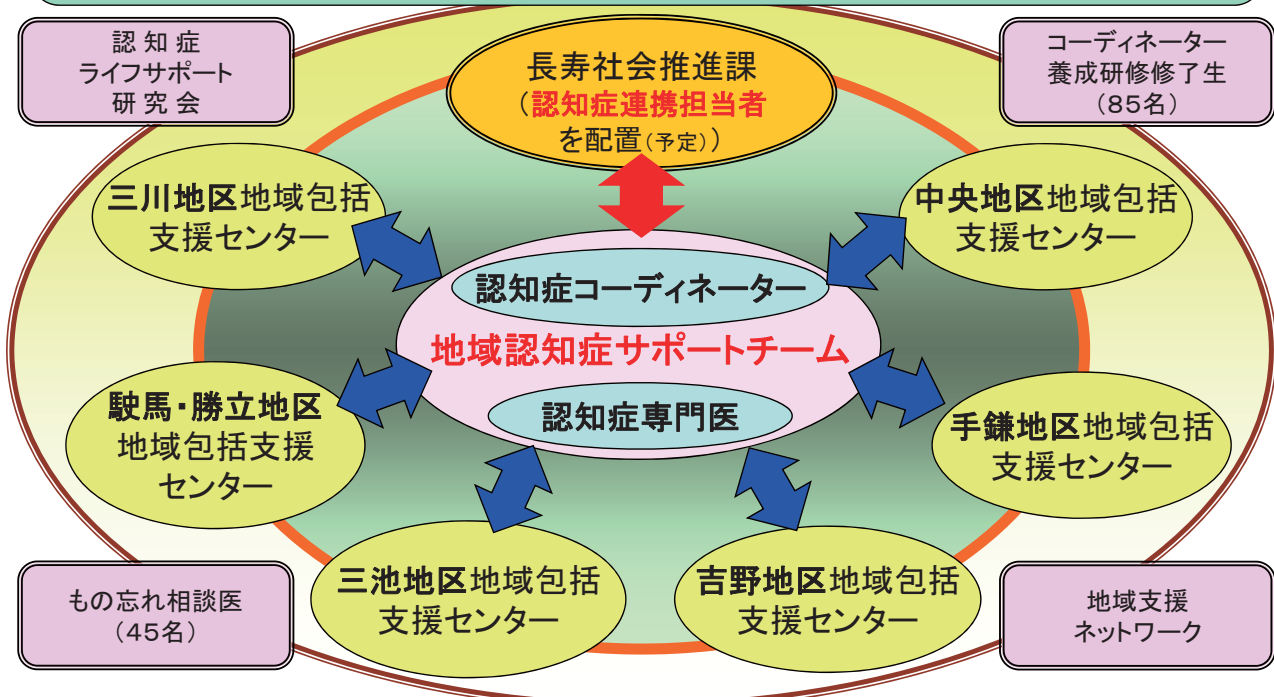 認知症
ライフサポート
研究会
長寿社会推進課
（認知症連携担当者
を配置（予定））
コーディネーター
養成研修修了生
（85名）
三川地区地域包括
支援センター
中央地区地域包括
支援センター
認知症コーディネーター
地域認知症サポートチーム
認知症専門医
駛馬・勝立地区
地域包括支援
センター
手鎌地区地域包括
支援センター
三池地区地域包括
支援センター
吉野地区地域包括
支援センター
もの忘れ相談医
（45名）
地域支援
ネットワーク